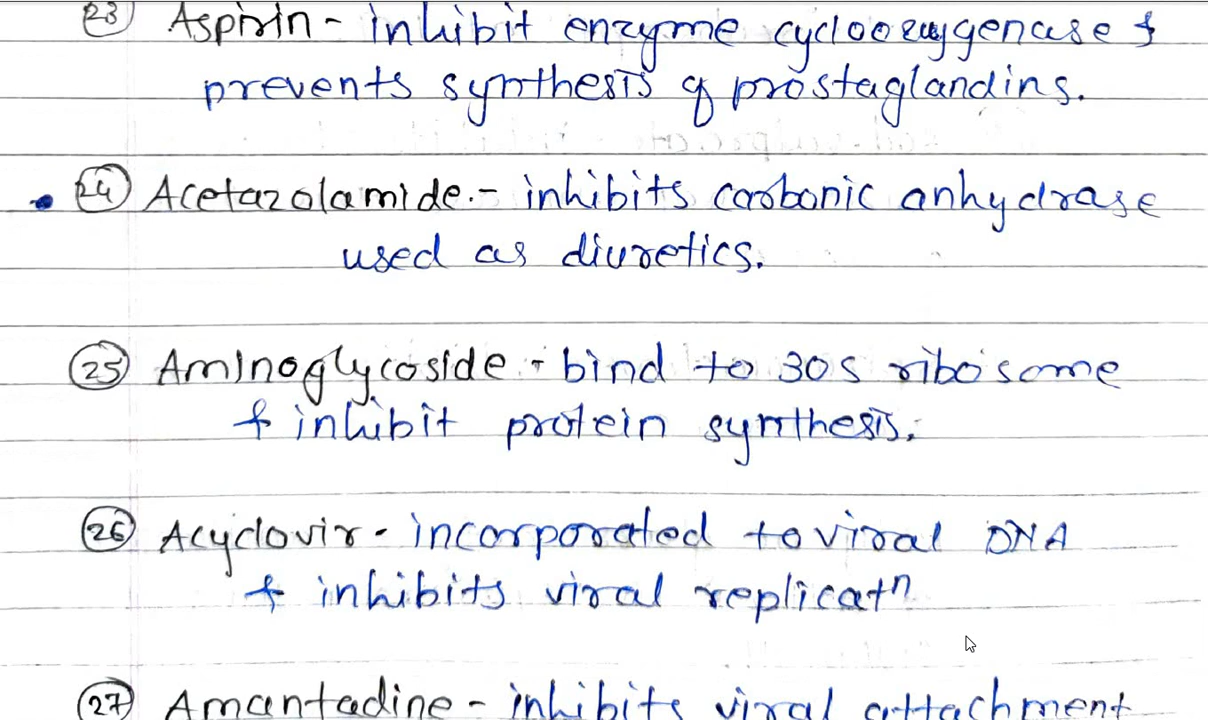 23 Aspirin - inhibit enzyme cyclooxygenase &
prevents synthesis of prostaglandins.
24 Acetazolamide.- inhibits carbonic anhydrase
used as diuretics.
25 Aminoglycoside - bind to 30s ribosome
& inhibit protein synthesis.
26 Acyclovir - incorporated to viral DNA
& inhibits viral replicatn
27 Amantadine - inhibits viral attachment